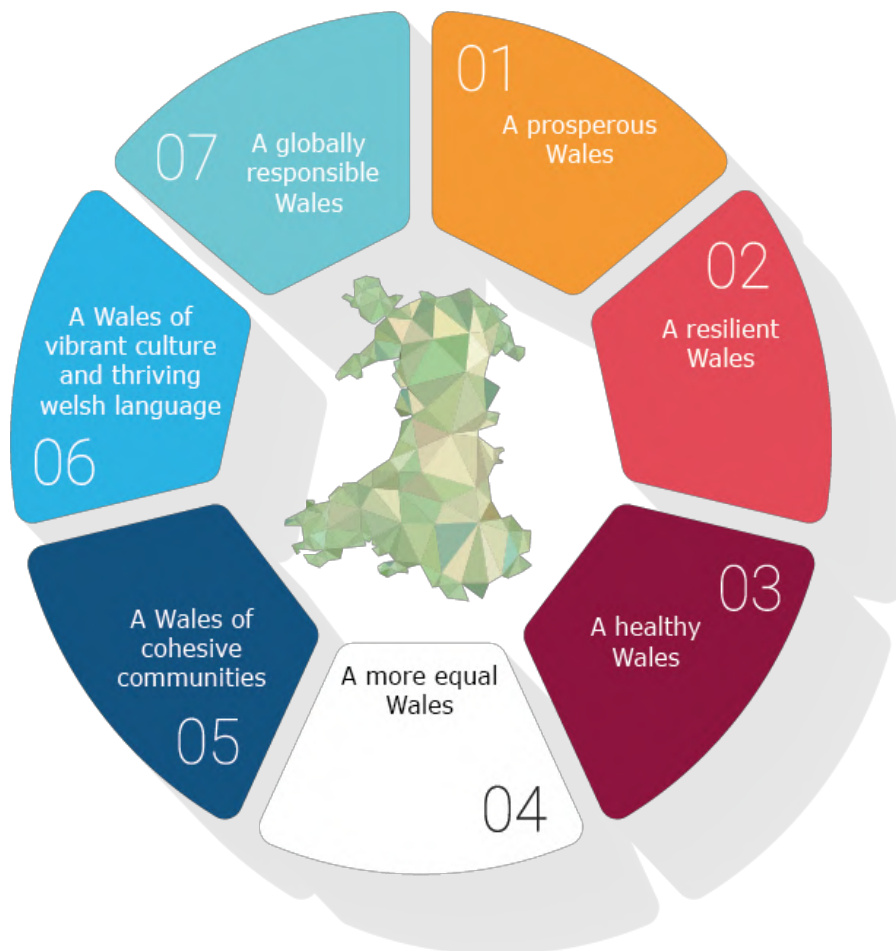 01
A prosperous
Wales
02
A resilient
Wales
03
A healthy
Wales
A more equal
Wales
04
A Wales of
cohesive
communities
05
A Wales of
vibrant culture
and thriving
welsh language
06
07
A globally
responsible
Wales